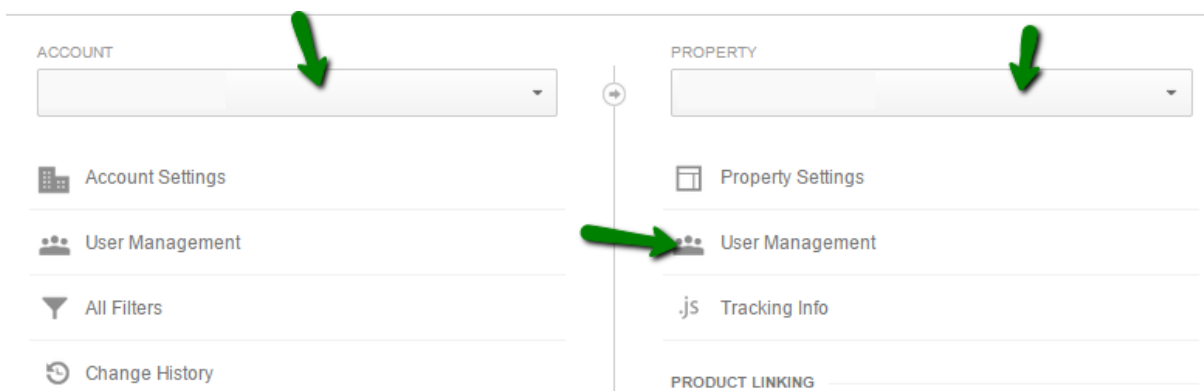 ACCOUNT
Account Settings
User Management
All Filters
Change History
PROPERTY
Property Settings
User Management
.js Tracking Info
PRODUCT LINKING